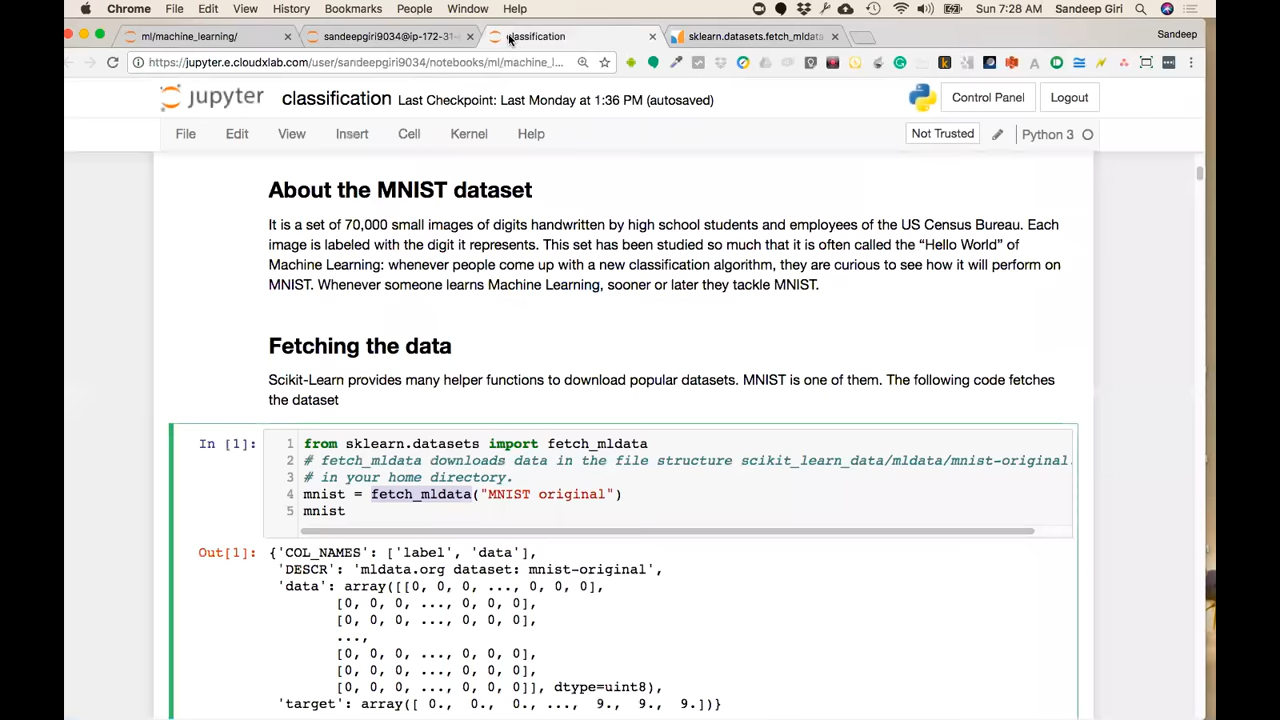 Chrome File Edit View History Bookmarks People Window Help Sun 7:28 AM Sandeep Giri
ml/machine_learning/ sandeepgiri9034@ip-172-31- classification sklearn.datasets.fetch_mldata Sandeep
https://jupyter.e.cloudxlab.com/user/sandeepgiri9034/notebooks/ml/machine_l...
jupyter classification Last Checkpoint: Last Monday at 1:36 PM (autosaved) Control Panel Logout
File Edit View Insert Cell Kernel Help Not Trusted Python 3
About the MNIST dataset
It is a set of 70,000 small images of digits handwritten by high school students and employees of the US Census Bureau. Each
image is labeled with the digit it represents. This set has been studied so much that it is often called the “Hello World” of
Machine Learning: whenever people come up with a new classification algorithm, they are curious to see how it will perform on
MNIST. Whenever someone learns Machine Learning, sooner or later they tackle MNIST.
Fetching the data
Scikit-Learn provides many helper functions to download popular datasets. MNIST is one of them. The following code fetches
the dataset
In [1]: 1 from sklearn.datasets import fetch_mldata
2 # fetch_mldata downloads data in the file structure scikit_learn_data/mldata/mnist-original.
3 # in your home directory.
4 mnist = fetch_mldata("MNIST original")
5 mnist
Out[1]: {'COL_NAMES': ['label', 'data'],
'DESCR': 'mldata.org dataset: mnist-original',
'data': array([[0, 0, 0, ..., 0, 0, 0],
[0, 0, 0, ..., 0, 0, 0],
[0, 0, 0, ..., 0, 0, 0],
...,
[0, 0, 0, ..., 0, 0, 0],
[0, 0, 0, ..., 0, 0, 0],
[0, 0, 0, ..., 0, 0, 0]], dtype=uint8),
'target': array([ 0., 0., 0., ..., 9., 9., 9.])}